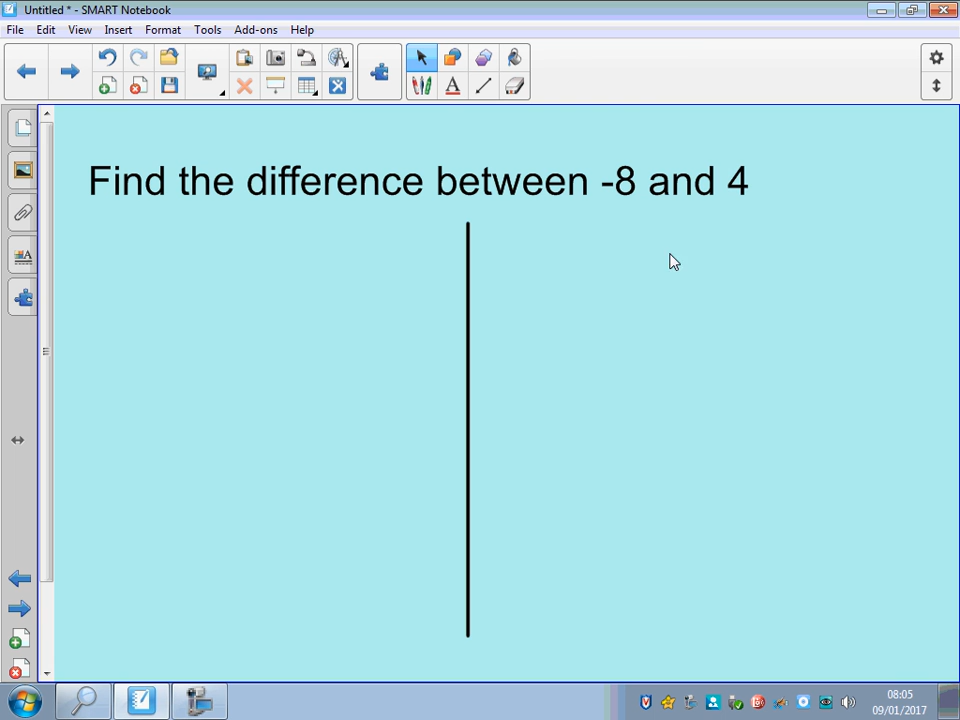 Untitled * - SMART Notebook
File Edit View Insert Format Tools Add-ons Help
Find the difference between -8 and 4
08:05
09/01/2017